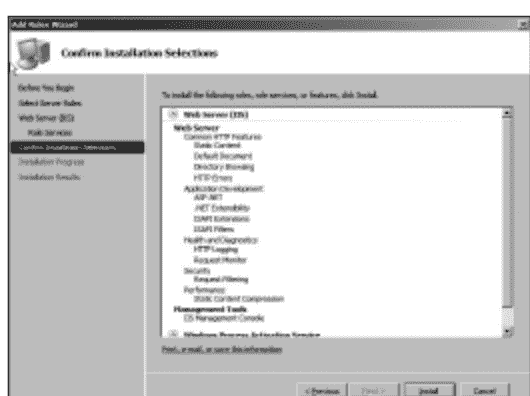 Add Roles Wizard
Confirm Installation Selections
Before You Begin
Select Server Roles
Web Server (IIS)
Role Services
Confirm Installation Selections
Installation Progress
Installation Results
To install the following roles, role services, or features, click Install.
Web Server (IIS)
Web Server
Common HTTP Features
Static Content
Default Document
Directory Browsing
HTTP Errors
Application Development
ASP.NET
.NET Extensibility
ISAPI Extensions
ISAPI Filters
Health and Diagnostics
HTTP Logging
Request Monitor
Security
Request Filtering
Performance
Static Content Compression
Management Tools
IIS Management Console
Windows Process Activation Service
Print, e-mail, or save this information
< Previous
Next >
Install
Cancel